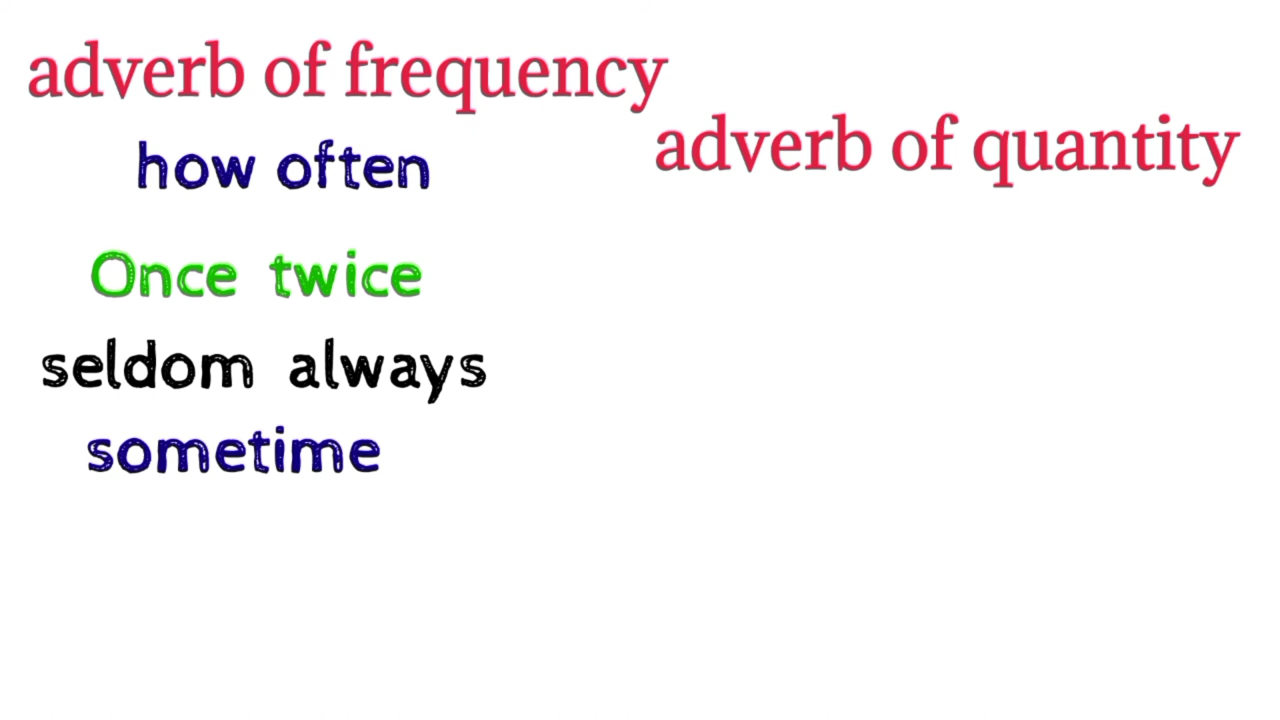 adverb of frequency
how often
Once twice
seldom always
sometime
adverb of quantity